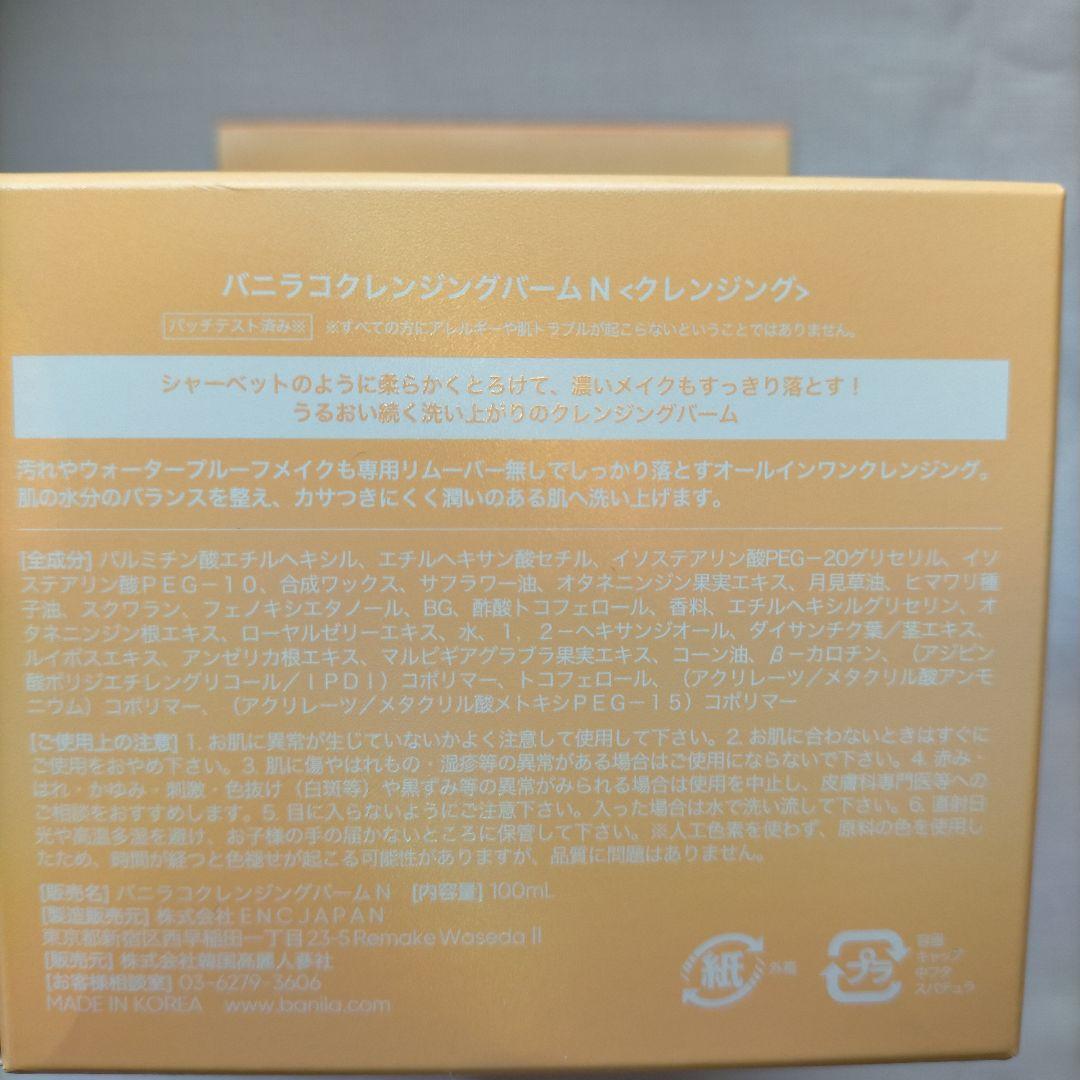 バニラコクレンジングバーム N <クレンジング>
パッチテスト済み※ ※すべての方にアレルギーや肌トラブルが起こらないということではありません。
シャーベットのように柔らかくとろけて、濃いメイクもすっきり落とす！
うるおい続く洗い上がりのクレンジングバーム
汚れやウォータープルーフメイクも専用リムーバー無しでしっかり落とすオールインワンクレンジング。
肌の水分のバランスを整え、カサつきにくく潤いのある肌へ洗い上げます。
[全成分] パルミチン酸エチルヘキシル、エチルヘキサン酸セチル、イソステアリン酸PEG－20グリセリル、イソ
ステアリン酸ＰＥＧ－１０、合成ワックス、サフラワー油、オタネニンジン果実エキス、月見草油、ヒマワリ種
子油、スクワラン、フェノキシエタノール、BG、酢酸トコフェロール、香料、エチルヘキシルグリセリン、オ
タネニンジン根エキス、ローヤルゼリーエキス、水、１，２－ヘキサンジオール、ダイサンチク葉／茎エキス、
ルイボスエキス、アンゼリカ根エキス、マルピギアグラブラ果実エキス、コーン油、β－カロチン、（アジピン
酸ポリジエチレングリコール／ＩＰＤＩ）コポリマー、トコフェロール、（アクリレーツ／メタクリル酸アンモ
ニウム）コポリマー、（アクリレーツ／メタクリル酸メトキシＰＥＧ－１５）コポリマー
[ご使用上の注意] 1. お肌に異常が生じていないかよく注意して使用して下さい。2. お肌に合わないときはすぐに
ご使用をおやめ下さい。3. 肌に傷やはれもの・湿疹等の異常がある場合はご使用にならないで下さい。4. 赤み・
はれ・かゆみ・刺激・色抜け（白斑等）や黒ずみ等の異常がみられる場合は使用を中止し、皮膚科専門医等への
ご相談をおすすめします。5. 目に入らないようにご注意下さい。入った場合は水で洗い流して下さい。6. 直射日
光や高温多湿を避け、お子様の手の届かないところに保管して下さい。※人工色素を使わず、原料の色を使用し
たため、時間が経つと色褪せが起こる可能性がありますが、品質に問題はありません。
[販売名] バニラコクレンジングバーム N [内容量] 100mL
[製造販売元] 株式会社ＥＮＣＪＡＰＡＮ
東京都新宿区西早稲田一丁目 23-5 Remake Waseda Ⅱ
[販売元] 株式会社韓国高麗人蔘社
[お客様相談室] 03-6279-3606
MADE IN KOREA www.banila.com
紙 外箱
プラ 容器
キャップ
中フタ
スパチュラ